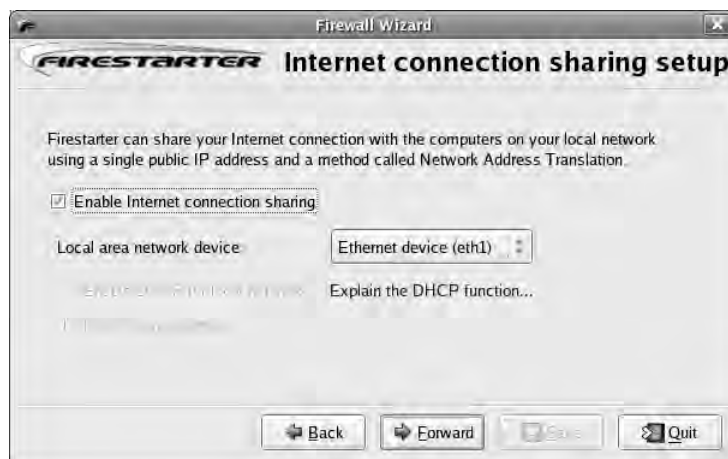 Firewall Wizard
FIRESTARTER Internet connection sharing setup
Firestarter can share your Internet connection with the computers on your local network
using a single public IP address and a method called Network Address Translation.
Enable Internet connection sharing
Local area network device
Ethernet device (eth1)
Explain the DHCP function...
Back
Forward
Save
Quit